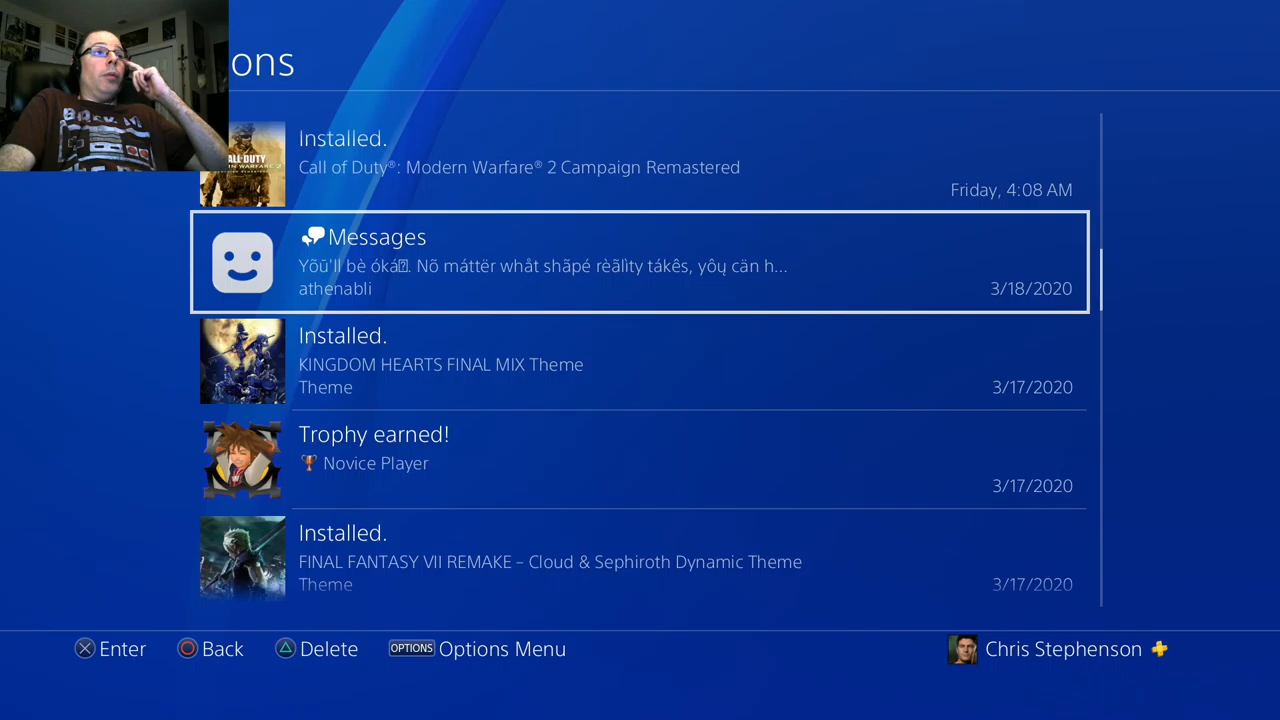 ons
Installed.
Call of Duty®: Modern Warfare® 2 Campaign Remastered
Friday, 4:08 AM
Messages
Yõū'll bè óká. Nõ máttër whåt shãpé rèãlìty tákês, yôų cän h...
athenabli
3/18/2020
Installed.
KINGDOM HEARTS FINAL MIX Theme
Theme
3/17/2020
Trophy earned!
Novice Player
3/17/2020
Installed.
FINAL FANTASY VII REMAKE – Cloud & Sephiroth Dynamic Theme
Theme
3/17/2020
Enter
Back
Delete
OPTIONS Options Menu
Chris Stephenson